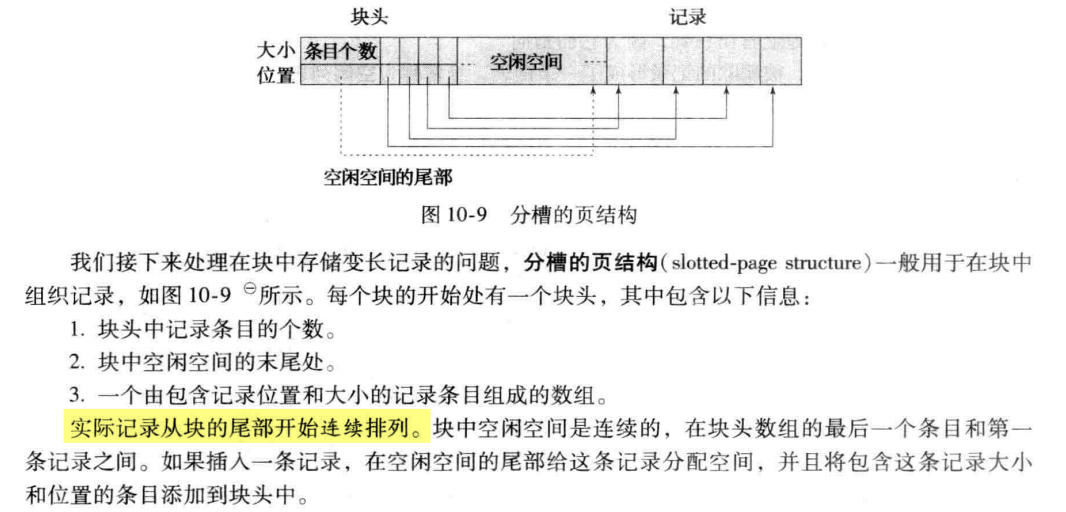 块头 记录
大小 条目个数 空闲空间
位置
空闲空间的尾部
图 10-9 分槽的页结构
我们接下来处理在块中存储变长记录的问题，分槽的页结构(slotted-page structure)一般用于在块中
组织记录，如图 10-9 ⊖所示。每个块的开始处有一个块头，其中包含以下信息：
1. 块头中记录条目的个数。
2. 块中空闲空间的末尾处。
3. 一个由包含记录位置和大小的记录条目组成的数组。
实际记录从块的尾部开始连续排列。块中空闲空间是连续的，在块头数组的最后一个条目和第一
条记录之间。如果插入一条记录，在空闲空间的尾部给这条记录分配空间，并且将包含这条记录大小
和位置的条目添加到块头中。